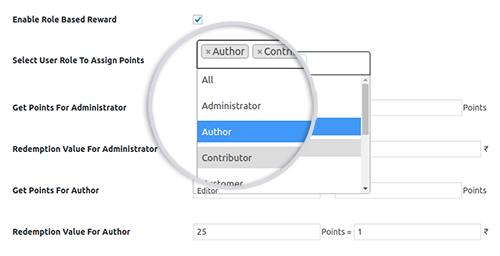 Enable Role Based Reward
Select User Role To Assign Points
× Author × Contri
All
Administrator
Author
Contributor
Customer
Get Points For Administrator
Points
Redemption Value For Administrator
₹
Get Points For Author
Editor
Points
Redemption Value For Author
25 Points = 1 ₹